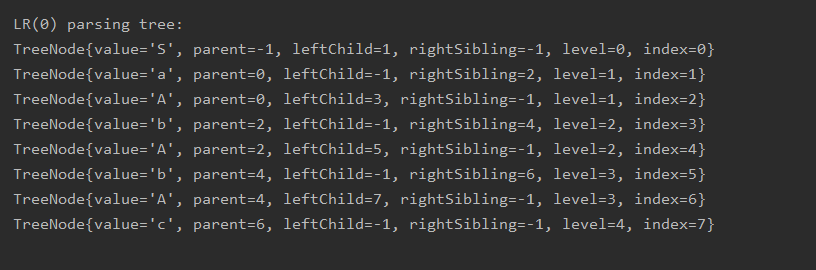 LR(0) parsing tree:
TreeNode{value='S', parent=-1, leftChild=1, rightSibling=-1, level=0, index=0}
TreeNode{value='a', parent=0, leftChild=-1, rightSibling=2, level=1, index=1}
TreeNode{value='A', parent=0, leftChild=3, rightSibling=-1, level=1, index=2}
TreeNode{value='b', parent=2, leftChild=-1, rightSibling=4, level=2, index=3}
TreeNode{value='A', parent=2, leftChild=5, rightSibling=-1, level=2, index=4}
TreeNode{value='b', parent=4, leftChild=-1, rightSibling=6, level=3, index=5}
TreeNode{value='A', parent=4, leftChild=7, rightSibling=-1, level=3, index=6}
TreeNode{value='c', parent=6, leftChild=-1, rightSibling=-1, level=4, index=7}